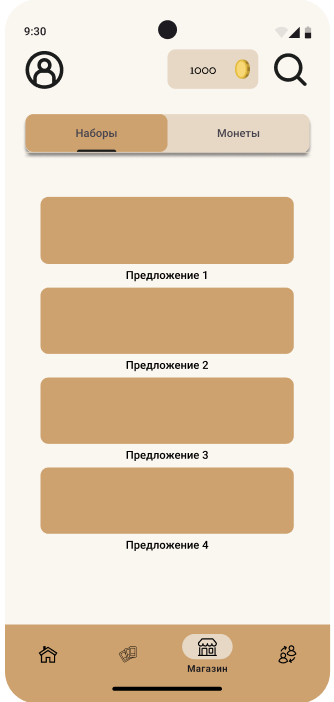 9:30
1000
Наборы
Монеты
Предложение 1
Предложение 2
Предложение 3
Предложение 4
Магазин